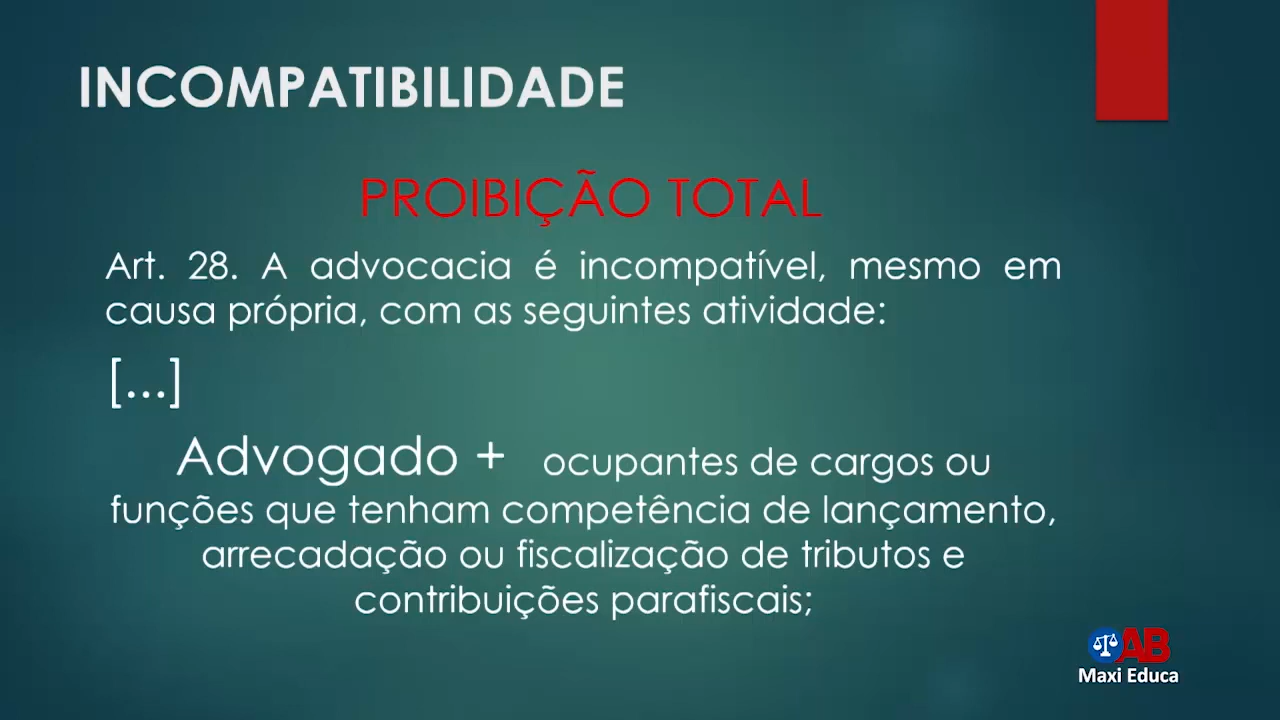 INCOMPATIBILIDADE
PROIBIÇÃO TOTAL
Art. 28. A advocacia é incompatível, mesmo em
causa própria, com as seguintes atividade:
[...]
Advogado + ocupantes de cargos ou
funções que tenham competência de lançamento,
arrecadação ou fiscalização de tributos e
contribuições parafiscais;
OAB
Maxi Educa